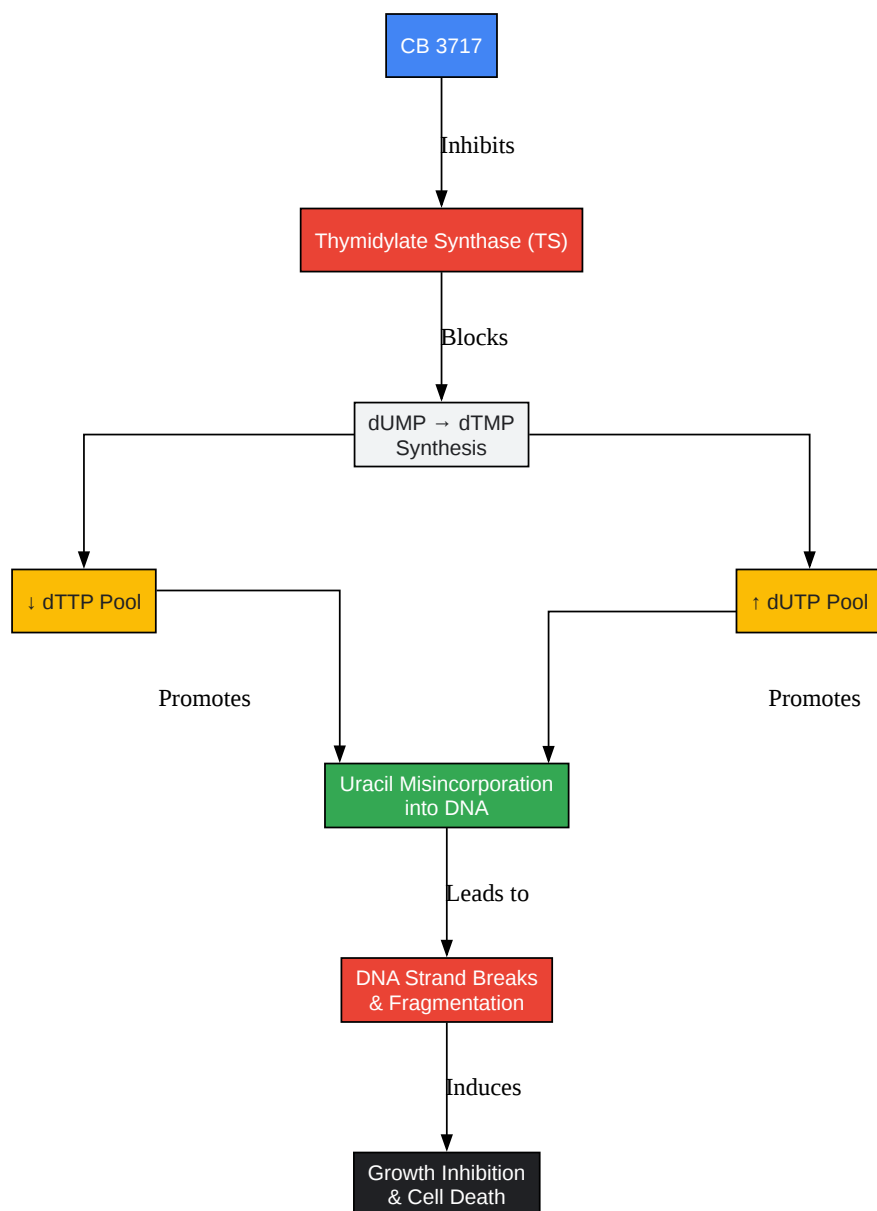 CB 3717
Inhibits
Thymidylate Synthase (TS)
Blocks
dUMP → dTMP
Synthesis
↓ dTTP Pool
↑ dUTP Pool
Promotes
Promotes
Uracil Misincorporation
into DNA
Leads to
DNA Strand Breaks
& Fragmentation
Induces
Growth Inhibition
& Cell Death